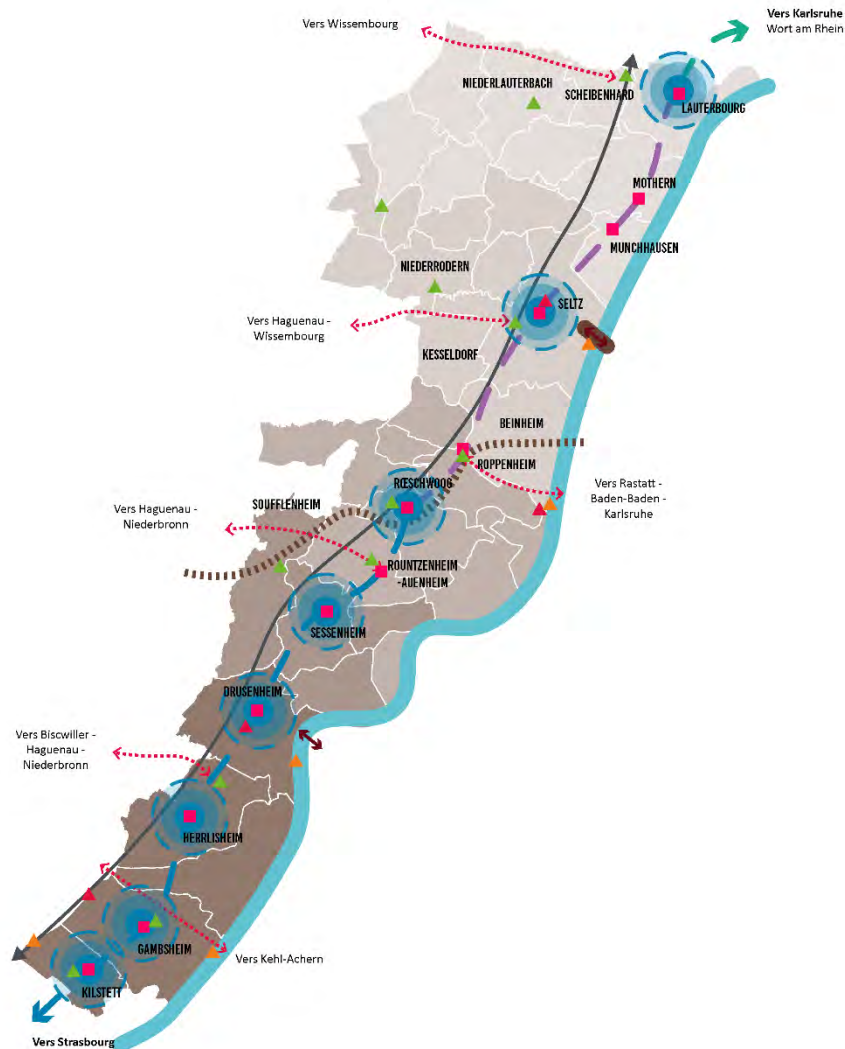 Vers Wissembourg
Vers Karlsruhe
Wort am Rhein
NIEDERLAUTERBACH
SCHEIBENHARD
LAUTERBOURG
MOTHERN
MUNCHHAUSEN
NIEDERRODERN
SELTZ
Vers Haguenau -
Wissembourg
KESSELDORF
BEINHEIM
ROPPENHEIM
RŒSCHWOOG
Vers Rastatt -
Baden-Baden -
Karlsruhe
SOUFFLENHEIM
Vers Haguenau -
Niederbronn
ROUNTZENHEIM
-AUENHEIM
SESSENHEIM
DRUSENHEIM
Vers Biscwiller -
Haguenau -
Niederbronn
HERRLISHEIM
GAMBSHEIM
Vers Kehl-Achern
KILSTETT
Vers Strasbourg